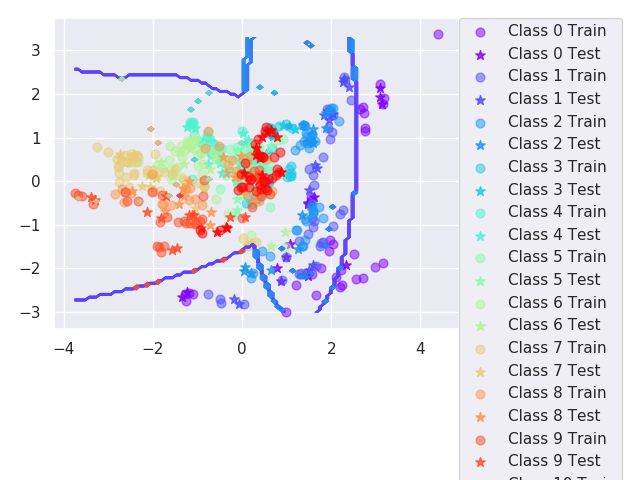 3
2
1
0
−1
−2
−3
−4
−2
0
2
4
Class 0 Train
Class 0 Test
Class 1 Train
Class 1 Test
Class 2 Train
Class 2 Test
Class 3 Train
Class 3 Test
Class 4 Train
Class 4 Test
Class 5 Train
Class 5 Test
Class 6 Train
Class 6 Test
Class 7 Train
Class 7 Test
Class 8 Train
Class 8 Test
Class 9 Train
Class 9 Test
Class 10 Train